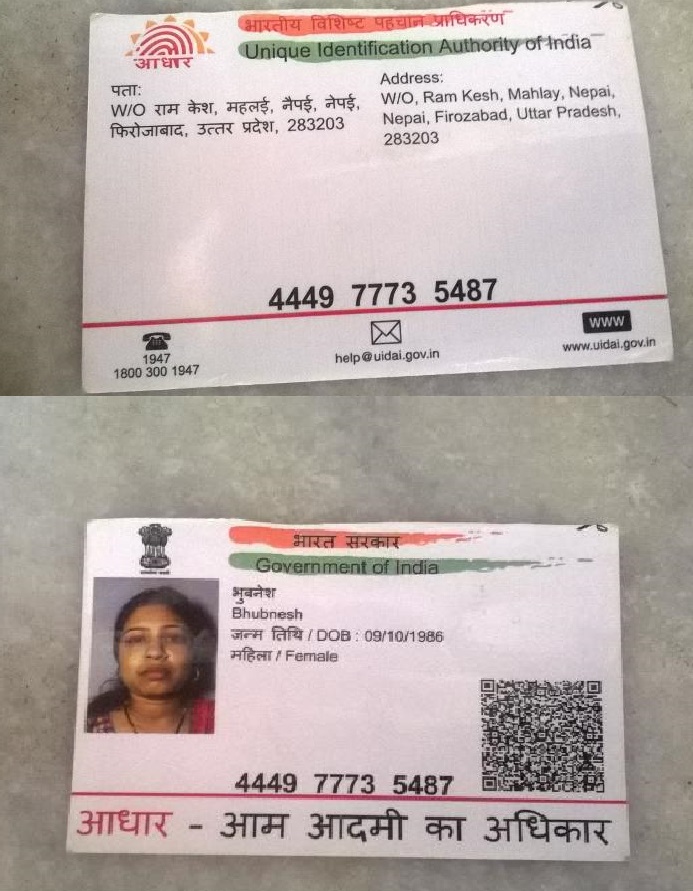 भारतीय विशिष्ट पहचान प्राधिकरण
Unique Identification Authority of India
आधार
पता:
W/O राम केश, महलई, नैपई, नेपई,
फिरोजाबाद, उत्तर प्रदेश, 283203
Address:
W/O, Ram Kesh, Mahlay, Nepai,
Nepai, Firozabad, Uttar Pradesh,
283203
4449 7773 5487
1947
1800 300 1947
help@uidai.gov.in
WWW
www.uidai.gov.in
भारत सरकार
Government of India
भुबनेश
Bhubnesh
जन्म तिथि / DOB : 09/10/1986
महिला / Female
4449 7773 5487
आधार - आम आदमी का अधिकार